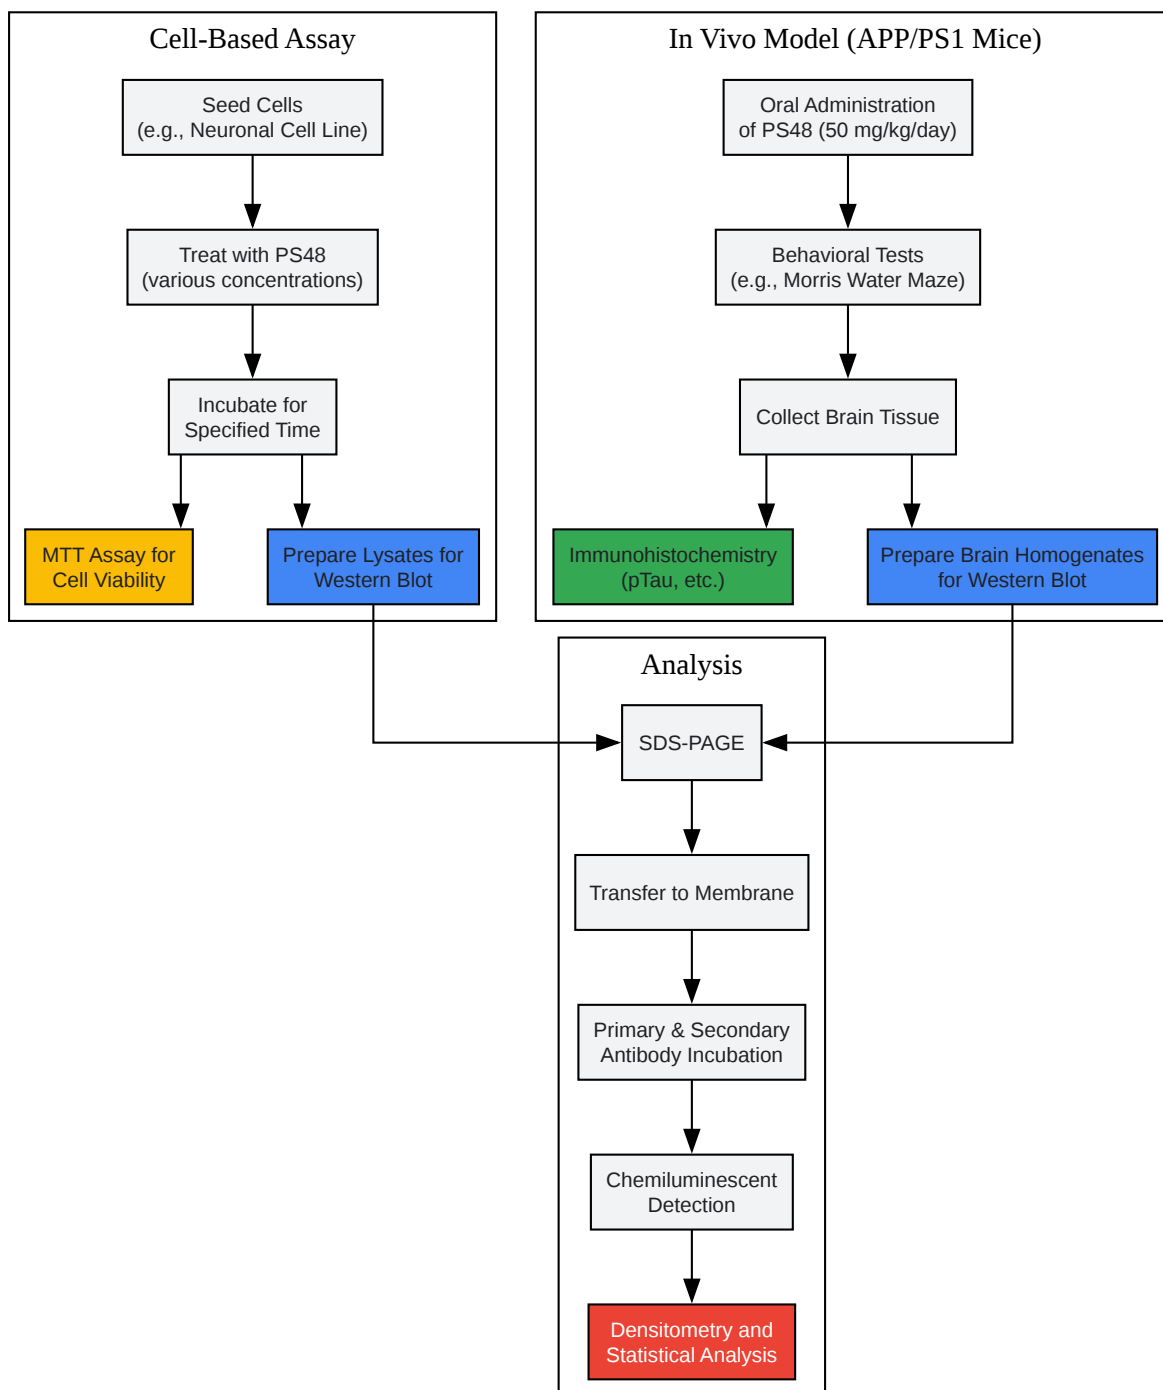 Cell-Based Assay
Seed Cells
(e.g., Neuronal Cell Line)
Treat with PS48
(various concentrations)
Incubate for
Specified Time
MTT Assay for
Cell Viability
Prepare Lysates for
Western Blot
In Vivo Model (APP/PS1 Mice)
Oral Administration
of PS48 (50 mg/kg/day)
Behavioral Tests
(e.g., Morris Water Maze)
Collect Brain Tissue
Immunohistochemistry
(pTau, etc.)
Prepare Brain Homogenates
for Western Blot
Analysis
SDS-PAGE
Transfer to Membrane
Primary & Secondary
Antibody Incubation
Chemiluminescent
Detection
Densitometry and
Statistical Analysis